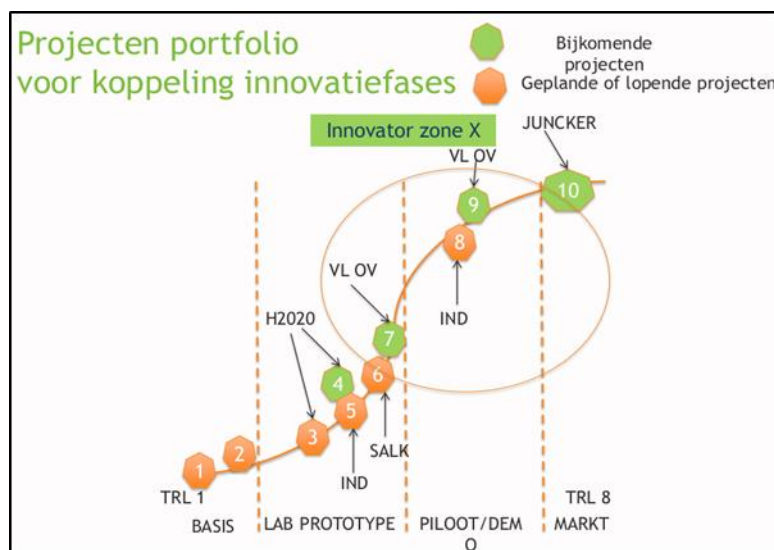 Projecten portfolio
voor koppeling innovatiefases
Bijkomende
projecten
Geplande of lopende projecten
Innovator zone X
JUNCKER
VL OV
10
9
8
VL OV
IND
H2020
7
4
6
5
3
SALK
2
1
IND
TRL 1
TRL 8
BASIS
LAB PROTOTYPE
PILOOT/DEM
O
MARKT